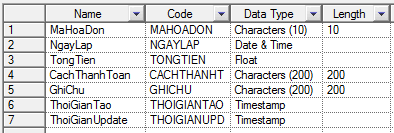 Name Code Data Type Length
1 MaHoaDon MAHOADON Characters (10) 10
2 NgayLap NGAYLAP Date & Time
3 TongTien TONGTIEN Float
4 CachThanhToan CACHTHANHT Characters (200) 200
5 GhiChu GHICHU Characters (200) 200
6 ThoiGianTao THOIGIANTAO Timestamp
7 ThoiGianUpdate THOIGIANUPD Timestamp